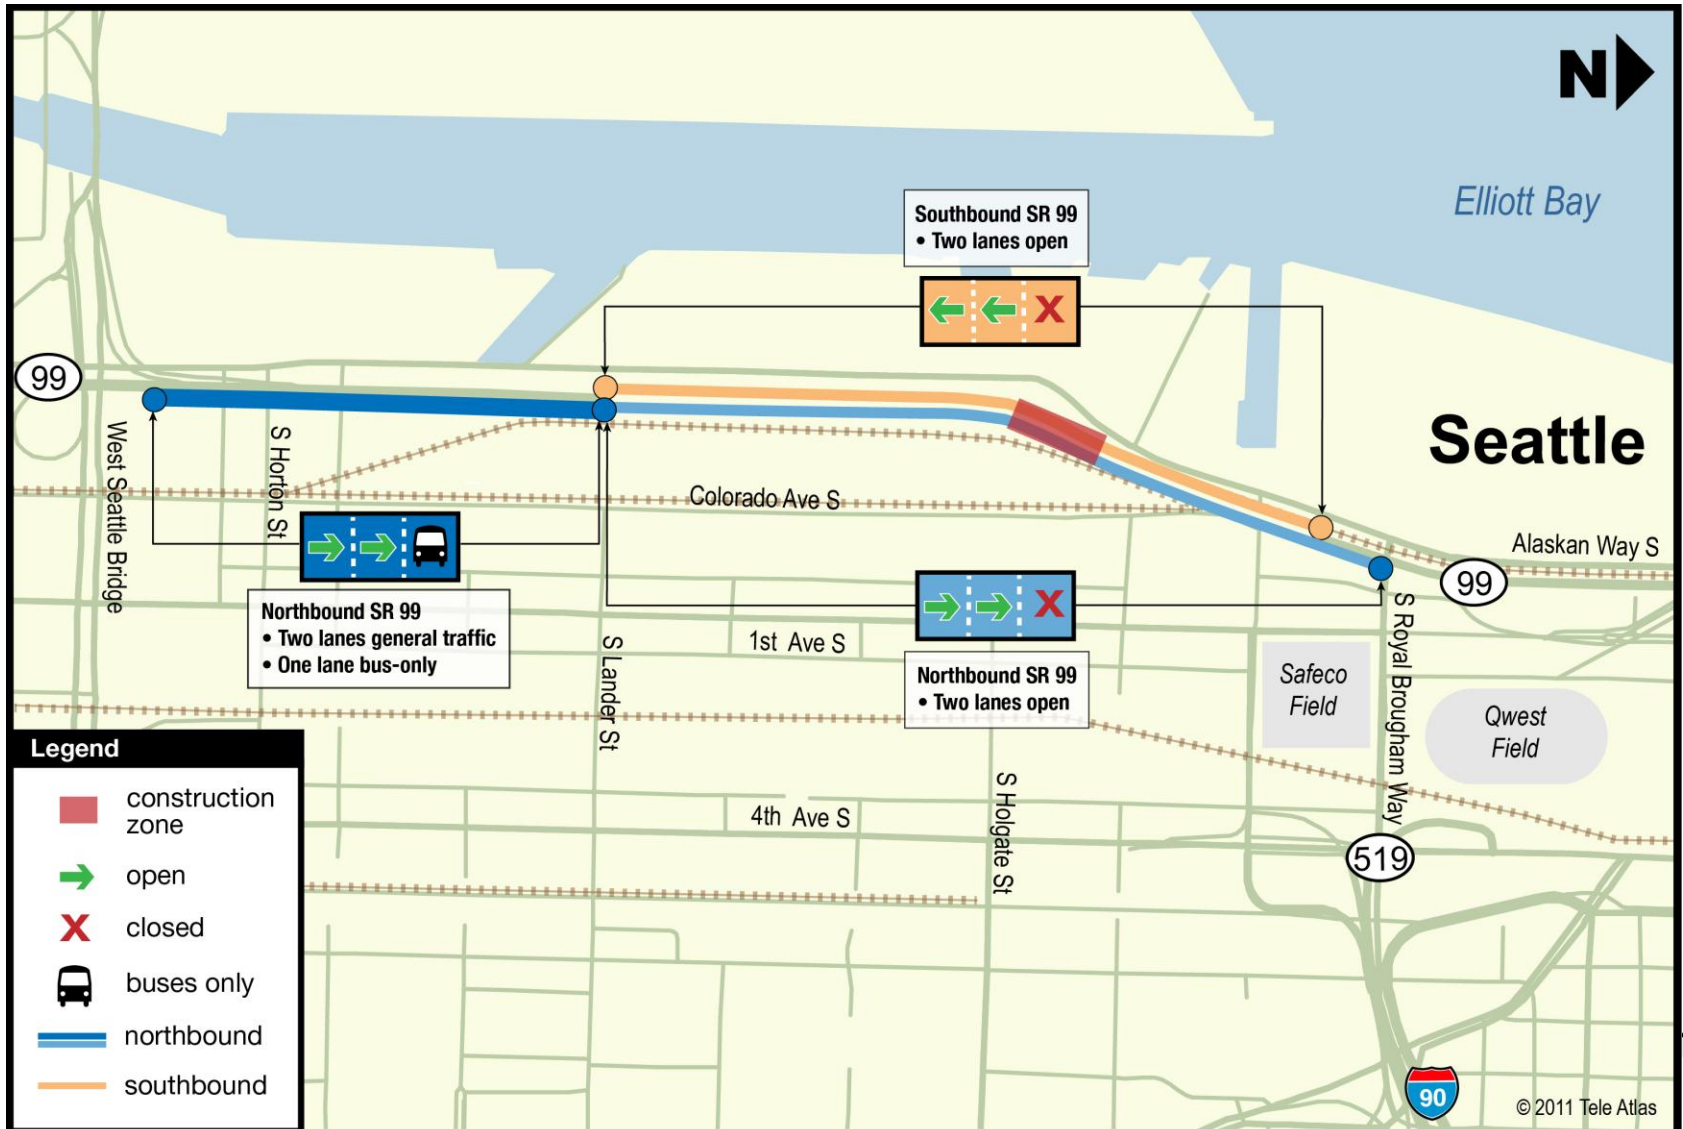 N
Elliott Bay
Southbound SR 99
• Two lanes open
X
99
Seattle
West Seattle Bridge
S Horton St
Colorado Ave S
Alaskan Way S
99
Northbound SR 99
• Two lanes general traffic
• One lane bus-only
S Lander St
1st Ave S
X
Northbound SR 99
• Two lanes open
S Royal Brougham Way
Safeco
Field
Qwest
Field
S Holgate St
4th Ave S
519
Legend
construction
zone
open
X
closed
buses only
northbound
southbound
90
© 2011 Tele Atlas